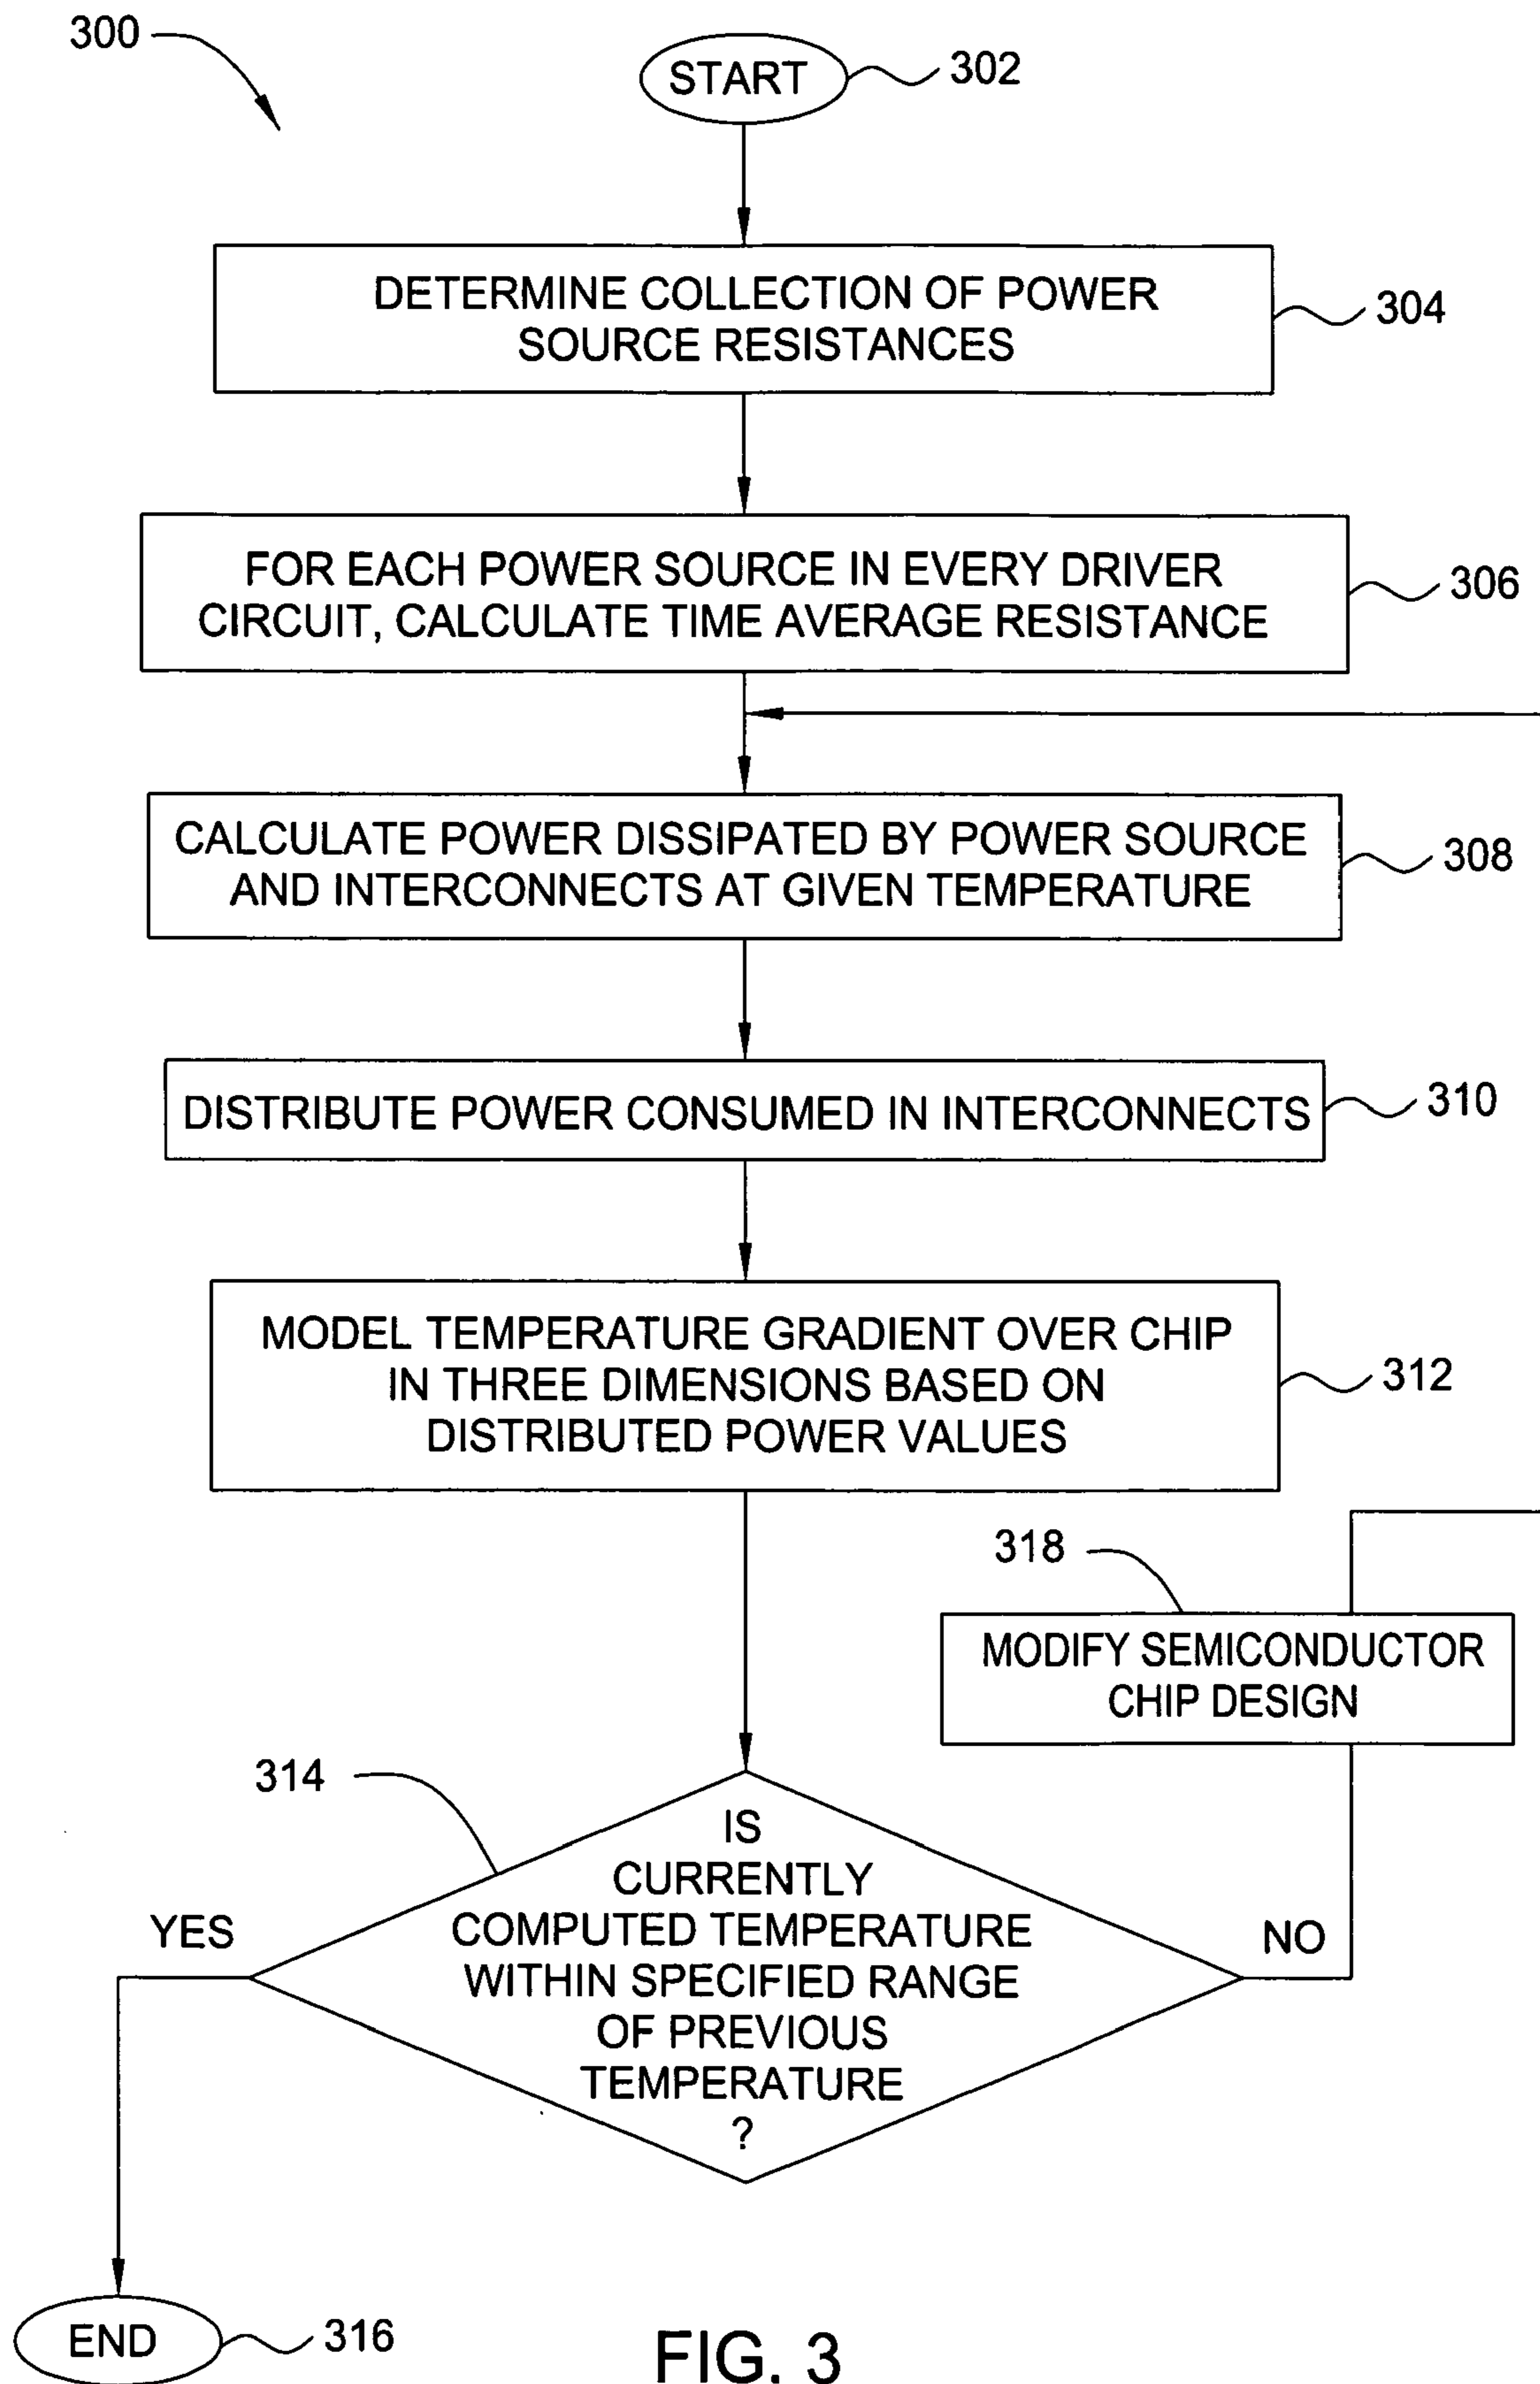 300
START
302
DETERMINE COLLECTION OF POWER
SOURCE RESISTANCES
304
FOR EACH POWER SOURCE IN EVERY DRIVER
CIRCUIT, CALCULATE TIME AVERAGE RESISTANCE
306
CALCULATE POWER DISSIPATED BY POWER SOURCE
AND INTERCONNECTS AT GIVEN TEMPERATURE
308
DISTRIBUTE POWER CONSUMED IN INTERCONNECTS
310
MODEL TEMPERATURE GRADIENT OVER CHIP
IN THREE DIMENSIONS BASED ON
DISTRIBUTED POWER VALUES
312
318
MODIFY SEMICONDUCTOR
CHIP DESIGN
314
IS
CURRENTLY
COMPUTED TEMPERATURE
WITHIN SPECIFIED RANGE
OF PREVIOUS
TEMPERATURE
?
YES
NO
END
316
FIG. 3